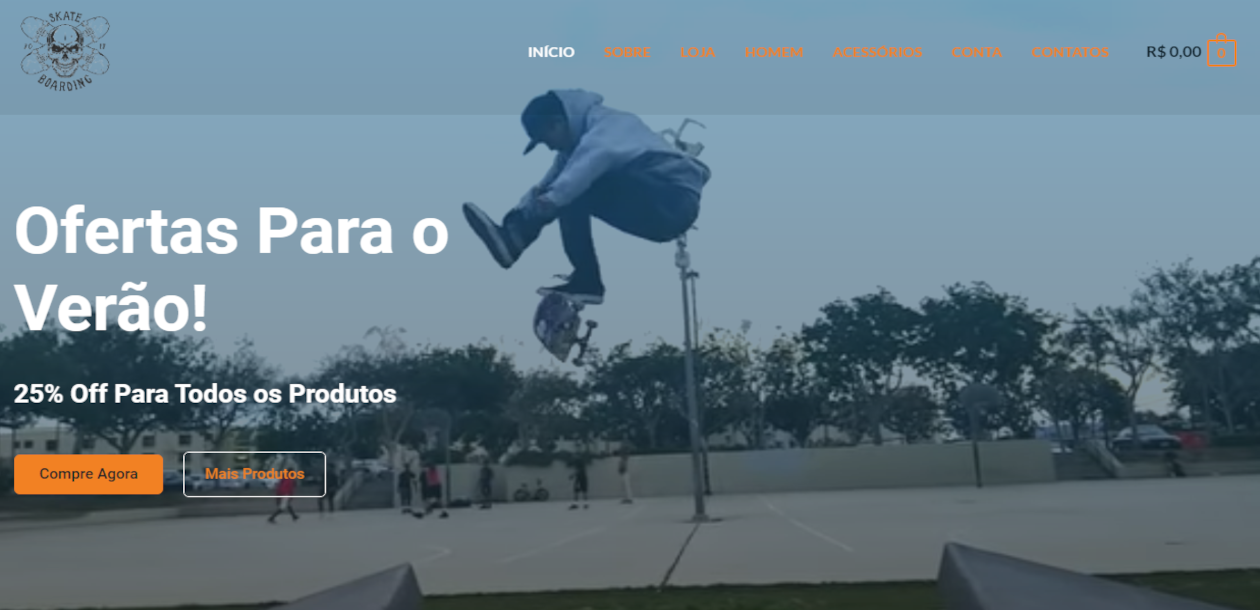 SKATE
BOARDING
INÍCIO SOBRE LOJA HOMEM ACESSÓRIOS CONTA CONTATOS R$ 0,00 0
Ofertas Para o
Verão!
25% Off Para Todos os Produtos
Compre Agora Mais Produtos